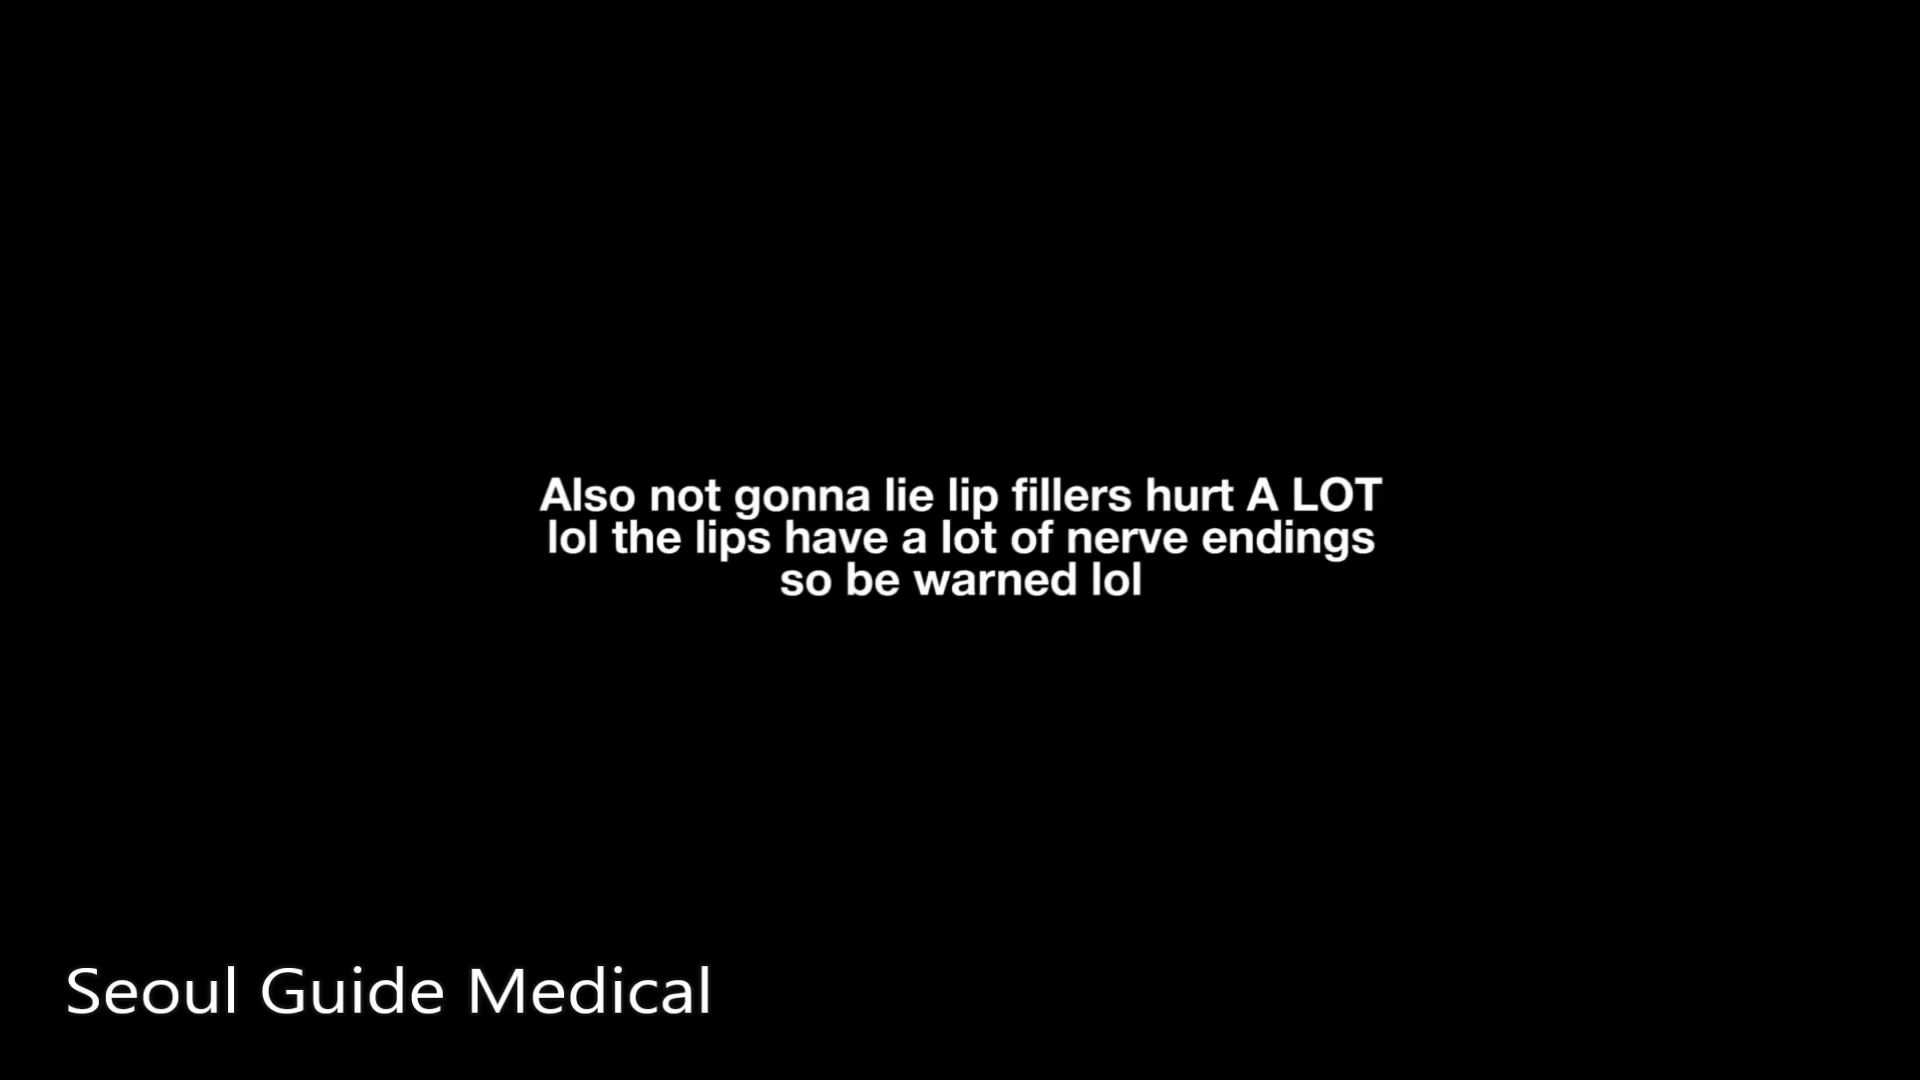 Also not gonna lie lip fillers hurt A LOT
lol the lips have a lot of nerve endings
so be warned lol
Seoul Guide Medical